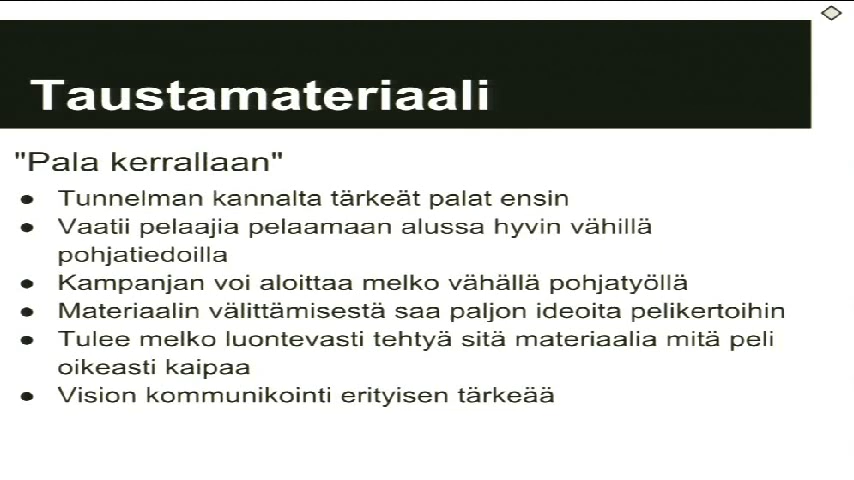 Taustamateriaali
"Pala kerrallaan"
● Tunnelman kannalta tärkeät palat ensin
● Vaatii pelaajia pelaamaan alussa hyvin vähillä
pohjatiedoilla
● Kampanjan voi aloittaa melko vähällä pohjatyöllä
● Materiaalin välittämisestä saa paljon ideoita pelikertoihin
● Tulee melko luontevasti tehtyä sitä materiaalia mitä peli
oikeasti kaipaa
● Vision kommunikointi erityisen tärkeää